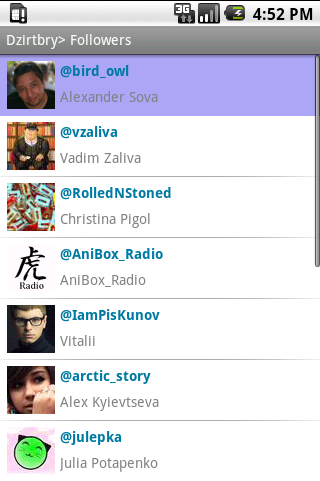 3G
4:52 PM
Dzirtbry> Followers
@bird_owl
Alexander Sova
@vzaliva
Vadim Zaliva
@RolledNStoned
Christina Pigol
虎
Radio
@AniBox_Radio
AniBox_Radio
@IamPisKunov
Vitalii
@arctic_story
Alex Kyievtseva
@julepka
Julia Potapenko